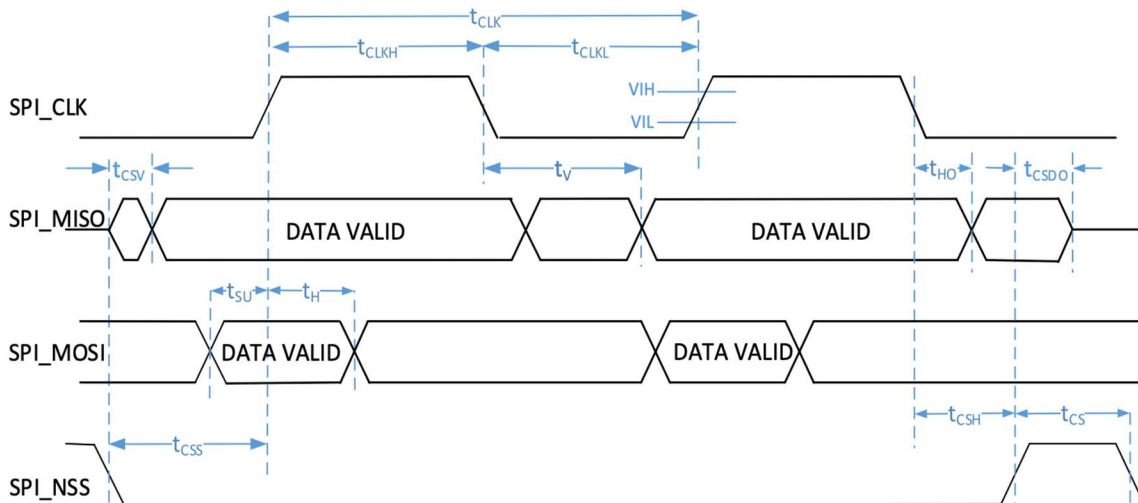 tCLK
tCLKH tCLKL
SPI_CLK VIH
VIL
tCSV tV tHO tCSDO
SPI_MISO DATA VALID DATA VALID
tSU tH
SPI_MOSI DATA VALID DATA VALID
tCSS tCSH tCS
SPI_NSS